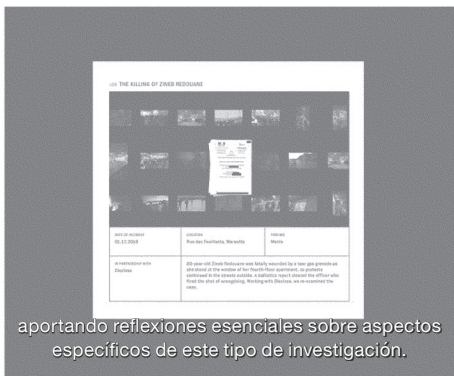 THE KILLING OF ZINEB REDOUANE
DATE OF INCIDENT
LOCATION
01.12.2018
Rue des Feuillants, Marseille
IN PARTNERSHIP WITH
Disclose
80-year-old Zineb Redouane was fatally wounded by a tear gas grenade as
she stood at the window of her fourth-floor apartment, as protests
continued in the streets outside. A ballistics report cleared the officer who
fired the shot of wrongdoing. Working with Disclose, we re-examined the
case.
aportando reflexiones esenciales sobre aspectos
específicos de este tipo de investigación.